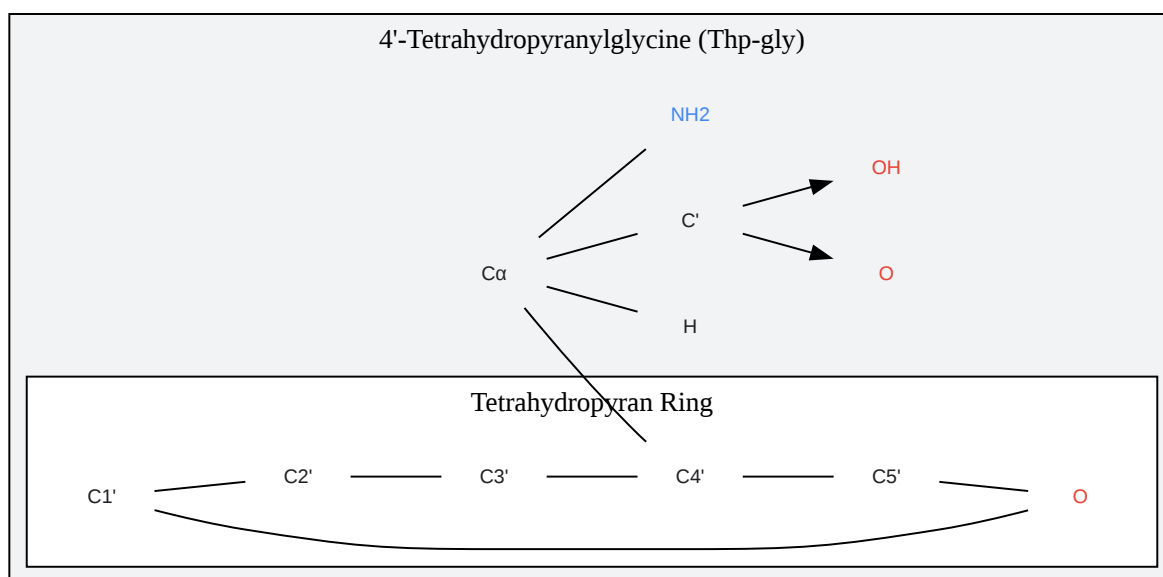 4'-Tetrahydropyranylglycine (Thp-gly)
NH2
OH
C'
Cα
O
H
Tetrahydropyran Ring
C1'
C2'
C3'
C4'
C5'
O